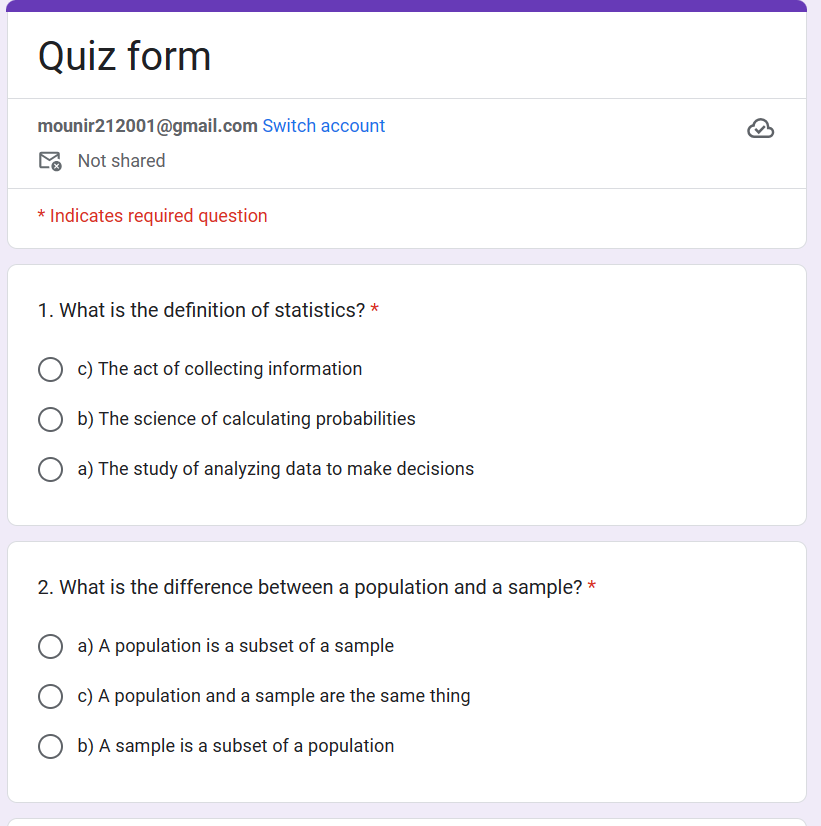 Quiz form
mounir212001@gmail.com Switch account
Not shared
* Indicates required question
1. What is the definition of statistics? *
c) The act of collecting information
b) The science of calculating probabilities
a) The study of analyzing data to make decisions
2. What is the difference between a population and a sample? *
a) A population is a subset of a sample
c) A population and a sample are the same thing
b) A sample is a subset of a population